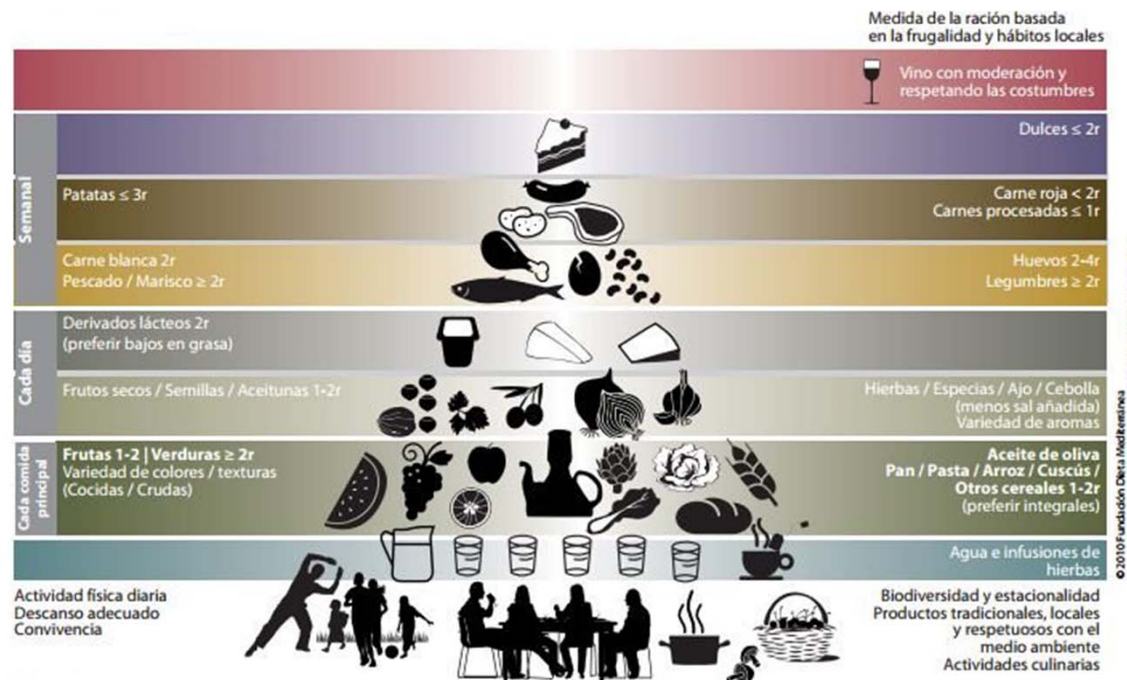 Medida de la ración basada
en la frugalidad y hábitos locales
Vino con moderación y
respetando las costumbres
Semanal
Dulces ≤ 2r
Patatas ≤ 3r
Carne roja < 2r
Carnes procesadas ≤ 1r
Carne blanca 2r
Pescado / Marisco ≥ 2r
Huevos 2-4r
Legumbres ≥ 2r
Cada día
Derivados lácteos 2r
(preferir bajos en grasa)
Frutos secos / Semillas / Aceitunas 1-2r
Hierbas / Especias / Ajo / Cebolla
(menos sal añadida)
Variedad de aromas
Cada comida
principal
Frutas 1-2 | Verduras ≥ 2r
Variedad de colores / texturas
(Cocidas / Crudas)
Aceite de oliva
Pan / Pasta / Arroz / Cuscús /
Otros cereales 1-2r
(preferir integrales)
Agua e infusiones de
hierbas
Actividad física diaria
Descanso adecuado
Convivencia
Biodiversidad y estacionalidad
Productos tradicionales, locales
y respetuosos con el
medio ambiente
Actividades culinarias
© 2010 Fundación Dieta Mediterránea